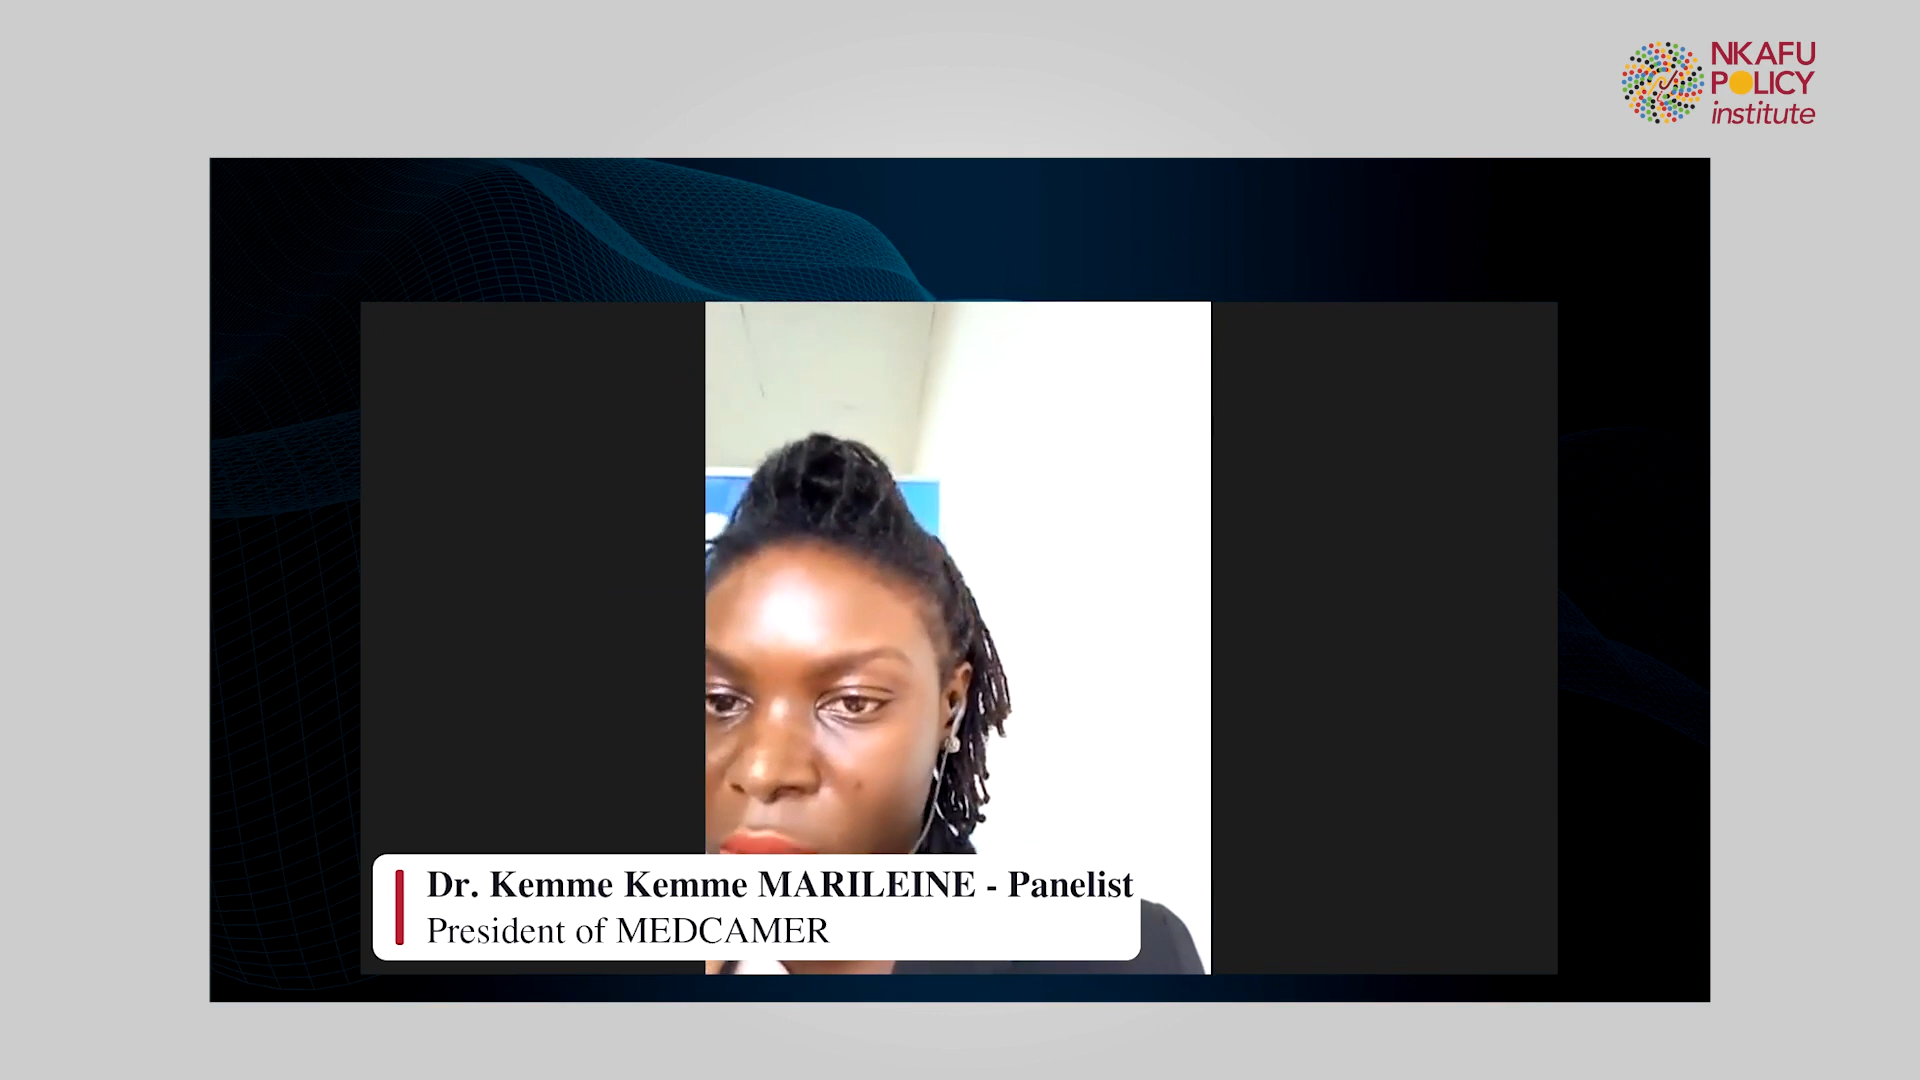 NKAFU
POLICY
institute
Dr. Kemme Kemme MARILEINE - Panelist
President of MEDCAMER